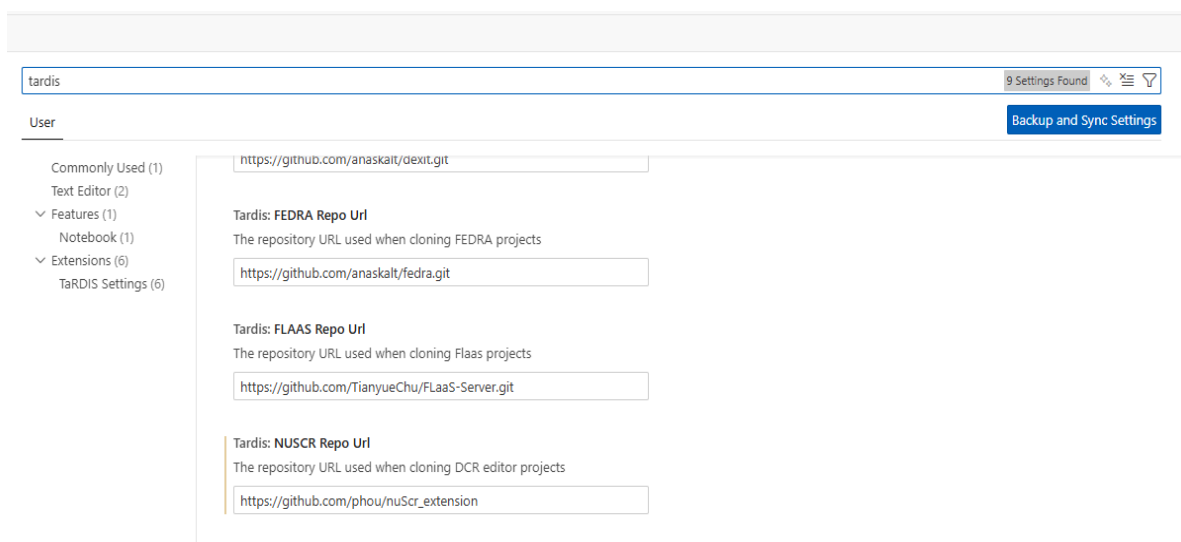 tardis
9 Settings Found
User
Backup and Sync Settings
Commonly Used (1)
Text Editor (2)
Features (1)
Notebook (1)
Extensions (6)
TaRDIS Settings (6)
https://github.com/anaskalt/dexit.git
Tardis: FEDRA Repo Url
The repository URL used when cloning FEDRA projects
https://github.com/anaskalt/fedra.git
Tardis: FLAAS Repo Url
The repository URL used when cloning Flaas projects
https://github.com/TianyueChu/FLaaS-Server.git
Tardis: NUSCR Repo Url
The repository URL used when cloning DCR editor projects
https://github.com/phou/nuScr_extension